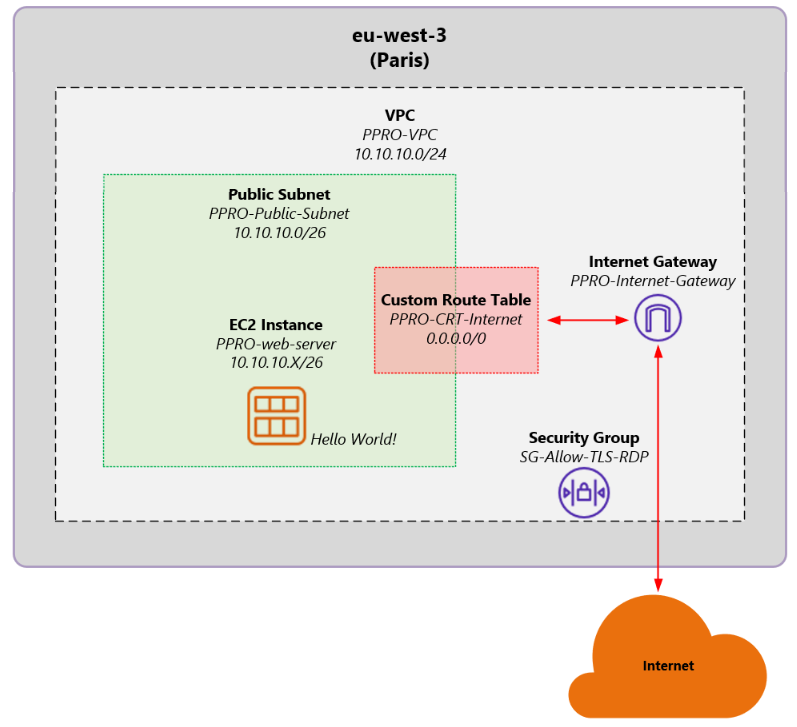 eu-west-3
(Paris)
VPC
PPRO-VPC
10.10.10.0/24
Public Subnet
PPRO-Public-Subnet
10.10.10.0/26
Internet Gateway
PPRO-Internet-Gateway
Custom Route Table
PPRO-CRT-Internet
0.0.0.0/0
EC2 Instance
PPRO-web-server
10.10.10.X/26
Hello World!
Security Group
SG-Allow-TLS-RDP
Internet